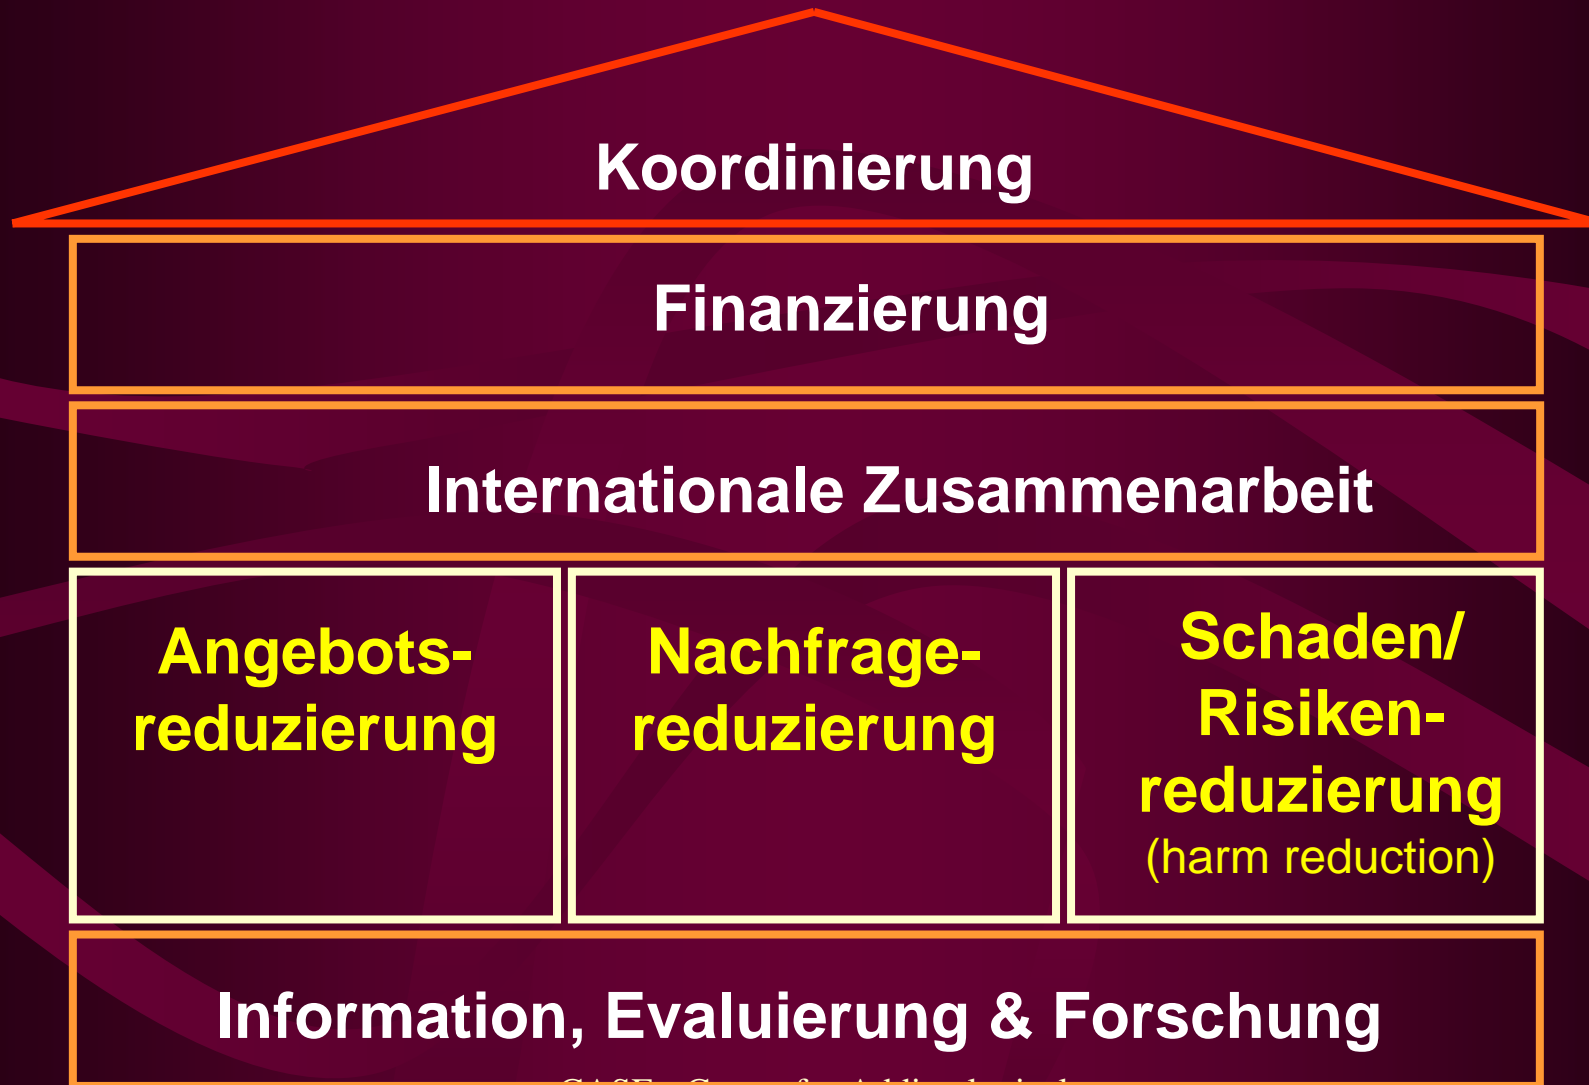 Koordinierung
Finanzierung
Internationale Zusammenarbeit
Angebots-
reduzierung
Nachfrage-
reduzierung
Schaden/
Risiken-
reduzierung
(harm reduction)
Information, Evaluierung & Forschung